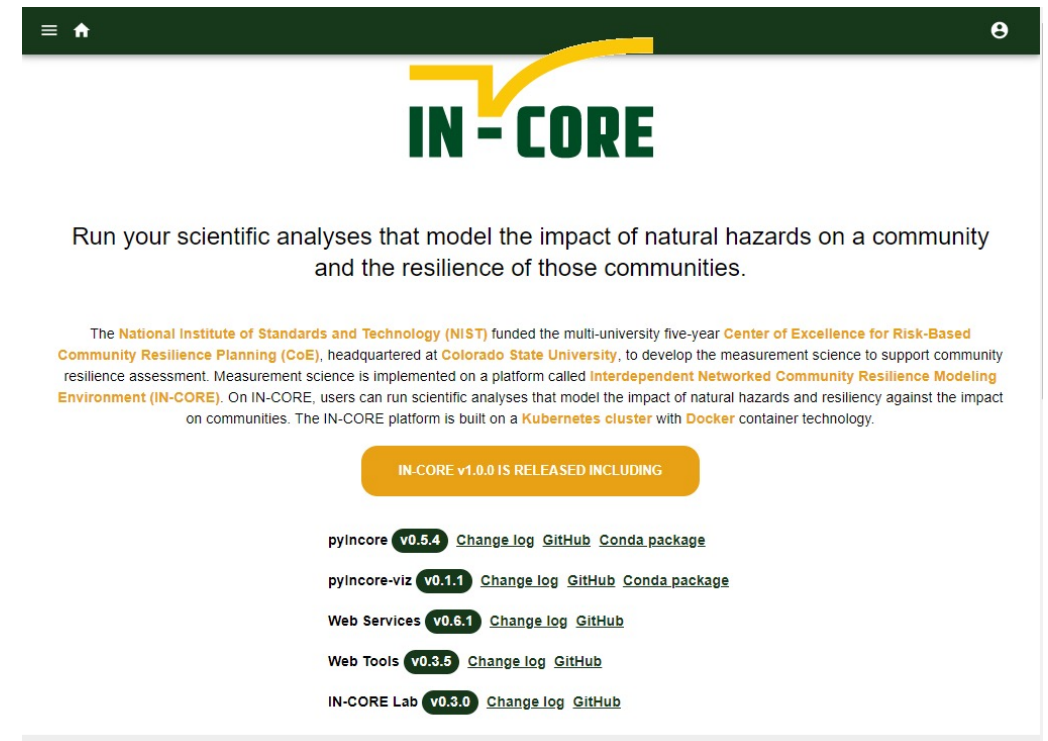 IN-CORE
Run your scientific analyses that model the impact of natural hazards on a community
and the resilience of those communities.
The National Institute of Standards and Technology (NIST) funded the multi-university five-year Center of Excellence for Risk-Based
Community Resilience Planning (CoE), headquartered at Colorado State University, to develop the measurement science to support community
resilience assessment. Measurement science is implemented on a platform called Interdependent Networked Community Resilience Modeling
Environment (IN-CORE). On IN-CORE, users can run scientific analyses that model the impact of natural hazards and resiliency against the impact
on communities. The IN-CORE platform is built on a Kubernetes cluster with Docker container technology.
IN-CORE v1.0.0 IS RELEASED INCLUDING
pyIncore v0.5.4 Change log GitHub Conda package
pyIncore-viz v0.1.1 Change log GitHub Conda package
Web Services v0.6.1 Change log GitHub
Web Tools v0.3.5 Change log GitHub
IN-CORE Lab v0.3.0 Change log GitHub